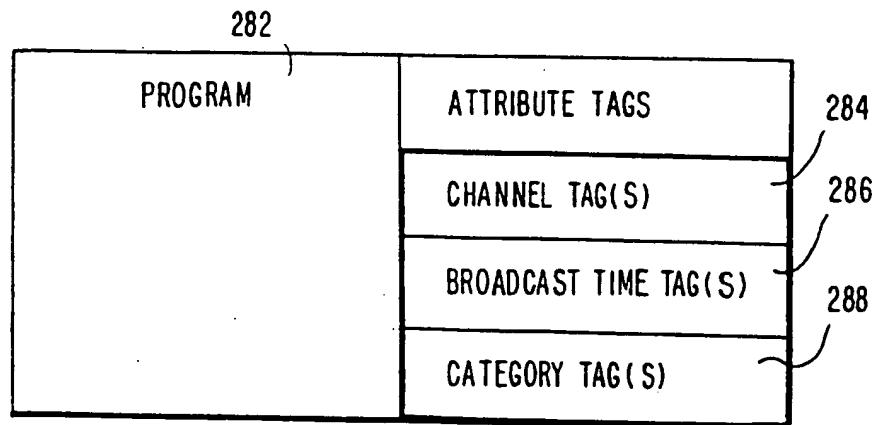 282
PROGRAM
ATTRIBUTE TAGS
284
CHANNEL TAG(S)
286
BROADCAST TIME TAG(S)
288
CATEGORY TAG(S)